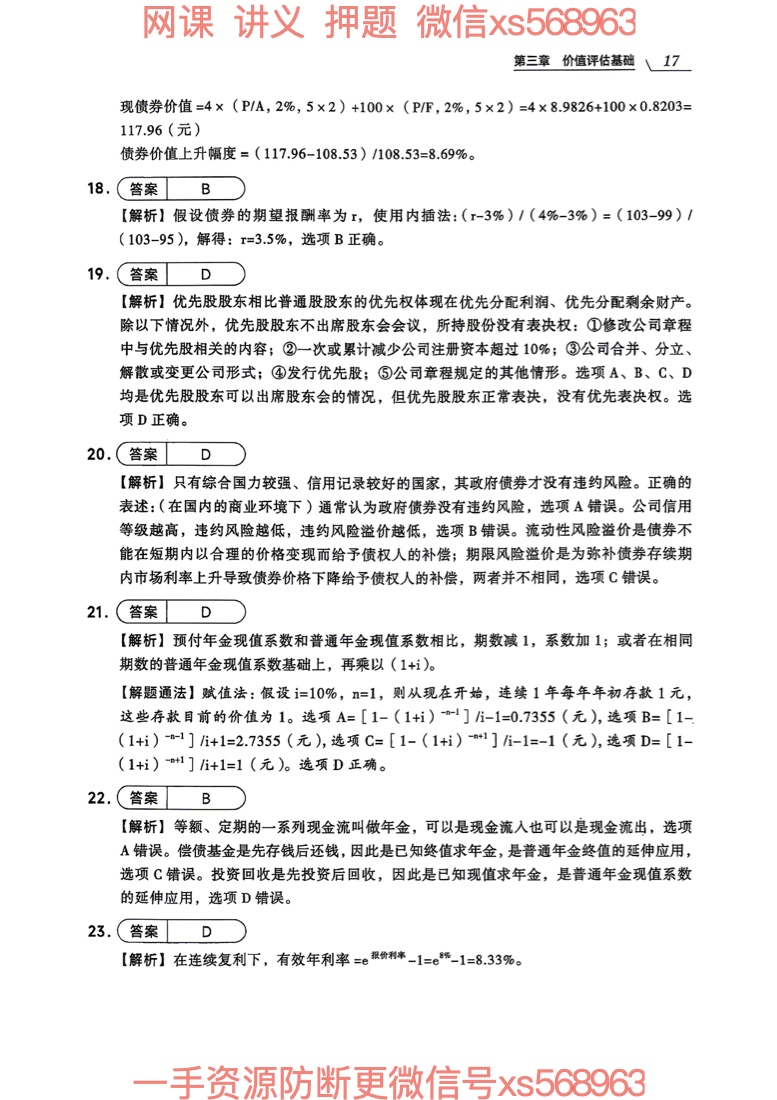 网课 讲义 押题 微信xs568963
第三章 价值评估基础 17
现债券价值 =4×（P/A，2%，5×2）+100×（P/F，2%，5×2）=4×8.9826+100×0.8203=
117.96（元）
债券价值上升幅度 =（117.96-108.53）/108.53=8.69%。
18. 答案 B
【解析】假设债券的期望报酬率为 r，使用内插法：（r-3%）/（4%-3%）=（103-99）/
（103-95），解得：r=3.5%，选项 B 正确。
19. 答案 D
【解析】优先股股东相比普通股股东的优先权体现在优先分配利润、优先分配剩余财产。
除以下情况外，优先股股东不出席股东会会议，所持股份没有表决权：①修改公司章程
中与优先股相关的内容；②一次或累计减少公司注册资本超过 10%；③公司合并、分立、
解散或变更公司形式；④发行优先股；⑤公司章程规定的其他情形。选项 A、B、C、D
均是优先股股东可以出席股东会的情况，但优先股股东正常表决，没有优先表决权。选
项 D 正确。
20. 答案 D
【解析】只有综合国力较强、信用记录较好的国家，其政府债券才没有违约风险。正确的
表述：（在国内的商业环境下）通常认为政府债券没有违约风险，选项 A 错误。公司信用
等级越高，违约风险越低，违约风险溢价越低，选项 B 错误。流动性风险溢价是债券不
能在短期内以合理的价格变现而给予债权人的补偿；期限风险溢价是为弥补债券存续期
内市场利率上升导致债券价格下降给予债权人的补偿，两者并不相同，选项 C 错误。
21. 答案 D
【解析】预付年金现值系数和普通年金现值系数相比，期数减 1，系数加 1；或者在相同
期数的普通年金现值系数基础上，再乘以（1+i）。
【解题通法】赋值法：假设 i=10%，n=1，则从现在开始，连续 1 年每年年初存款 1 元，
这些存款目前的价值为 1。选项 A=［1-（1+i）⁻ⁿ⁻¹］/i-1=0.7355（元），选项 B=［1-
（1+i）⁻ⁿ⁻¹］/i+1=2.7355（元），选项 C=［1-（1+i）⁻ⁿ⁺¹］/i-1=-1（元），选项 D=［1-
（1+i）⁻ⁿ⁺¹］/i+1=1（元）。选项 D 正确。
22. 答案 B
【解析】等额、定期的一系列现金流叫做年金，可以是现金流入也可以是现金流出，选项
A 错误。偿债基金是先存钱后还钱，因此是已知终值求年金，是普通年金终值的延伸应用，
选项 C 错误。投资回收是先投资后回收，因此是已知现值求年金，是普通年金现值系数
的延伸应用，选项 D 错误。
23. 答案 D
【解析】在连续复利下，有效年利率 =e^报价利率 -1=e^8% -1=8.33%。
一手资源防断更微信号xs568963